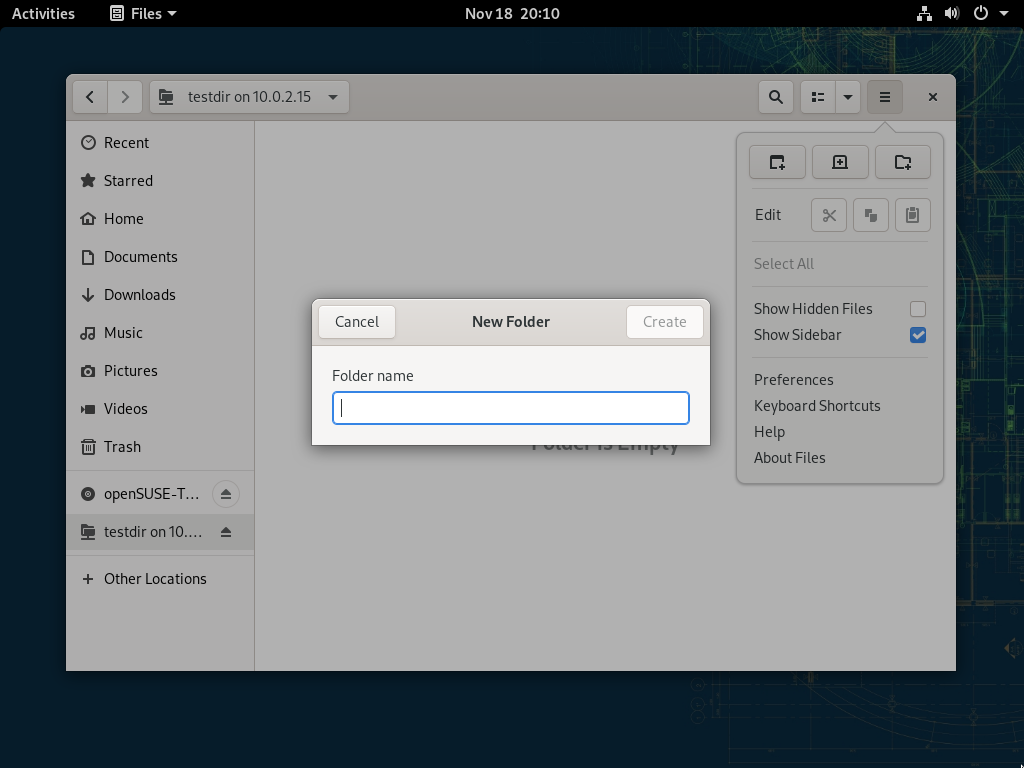 Activities
Files
Nov 18 20:10
testdir on 10.0.2.15
Recent
Starred
Home
Documents
Downloads
Music
Pictures
Videos
Trash
openSUSE-T…
testdir on 10.…
Other Locations
Edit
Select All
Show Hidden Files
Show Sidebar
Preferences
Keyboard Shortcuts
Help
About Files
Cancel
New Folder
Create
Folder name
Folder is Empty